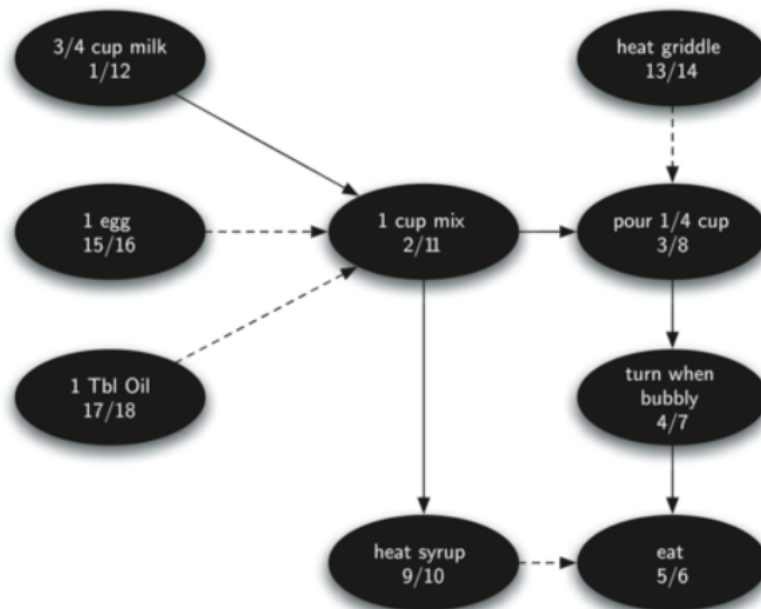 3/4 cup milk
1/12
heat griddle
13/14
1 egg
15/16
1 cup mix
2/11
pour 1/4 cup
3/8
1 Tbl Oil
17/18
turn when
bubbly
4/7
heat syrup
9/10
eat
5/6